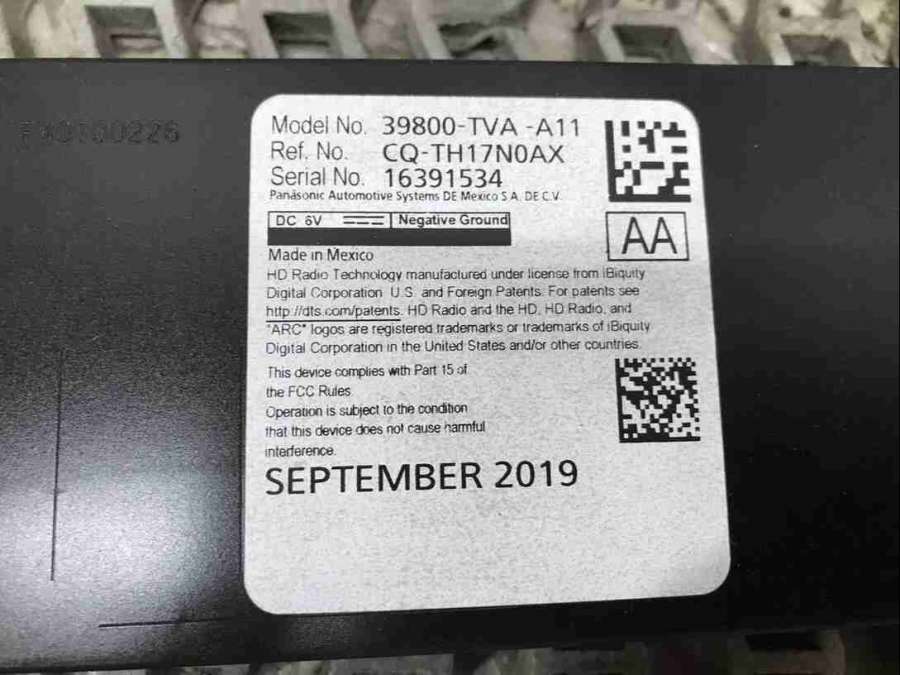 Model No. 39800-TVA -A11
Ref. No. CQ-TH17N0AX
Serial No. 16391534
Panasonic Automotive Systems DE Mexico S.A. DE C.V.
DC 6V Negative Ground
AA
Made in Mexico
HD Radio Technology manufactured under license from iBiquity
Digital Corporation. U.S. and Foreign Patents. For patents see
http://dts.com/patents. HD Radio and the HD, HD Radio, and
"ARC" logos are registered trademarks or trademarks of iBiquity
Digital Corporation in the United States and/or other countries.
This device complies with Part 15 of
the FCC Rules.
Operation is subject to the condition
that this device does not cause harmful
interference.
SEPTEMBER 2019